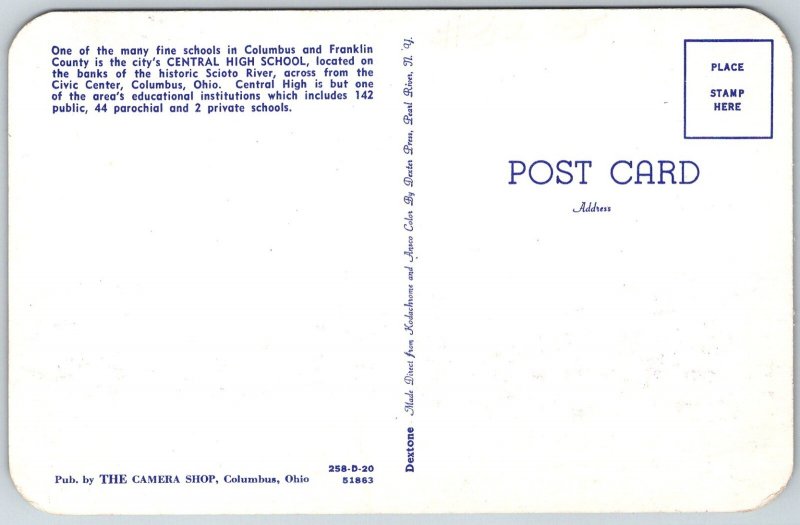 One of the many fine schools in Columbus and Franklin
County is the city's CENTRAL HIGH SCHOOL, located on
the banks of the historic Scioto River, across from the
Civic Center, Columbus, Ohio. Central High is but one
of the area's educational institutions which includes 142
public, 44 parochial and 2 private schools.
Pub. by THE CAMERA SHOP, Columbus, Ohio
258-D-20
51863
Dextone Made Direct from Kodachrome and Ansco Color By Dexter Press, Pearl River, N. Y.
PLACE
STAMP
HERE
POST CARD
Address